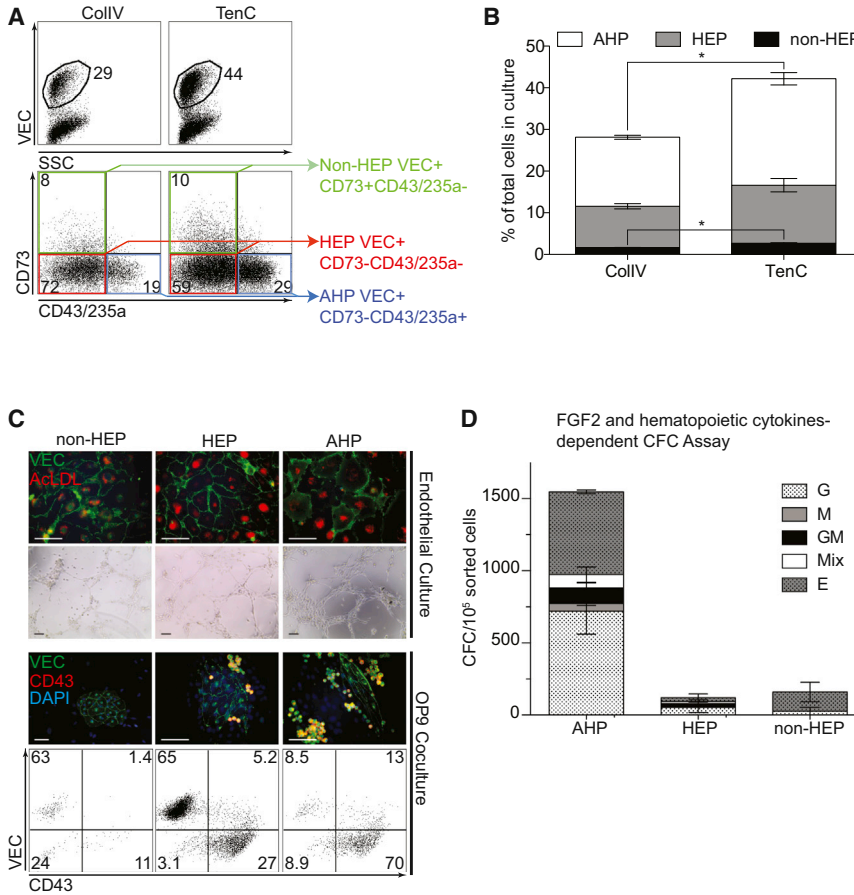 A
ColIV
TenC
29
44
VEC
SSC
8
10
Non-HEP VEC+
CD73+CD43/235a-
HEP VEC+
CD73-CD43/235a-
CD73
72
19
59
29
AHP VEC+
CD73-CD43/235a+
CD43/235a
B
AHP
HEP
non-HEP
50
40
30
20
10
0
% of total cells in culture
*
*
ColIV
TenC
C
non-HEP
HEP
AHP
VEC
AcLDL
Endothelial Culture
VEC
CD43
DAPI
OP9 Coculture
63
1.4
65
5.2
8.5
13
24
11
3.1
27
8.9
70
VEC
CD43
D
FGF2 and hematopoietic cytokines-
dependent CFC Assay
1500
1000
500
0
CFC/10⁵ sorted cells
G
M
GM
Mix
E
AHP
HEP
non-HEP